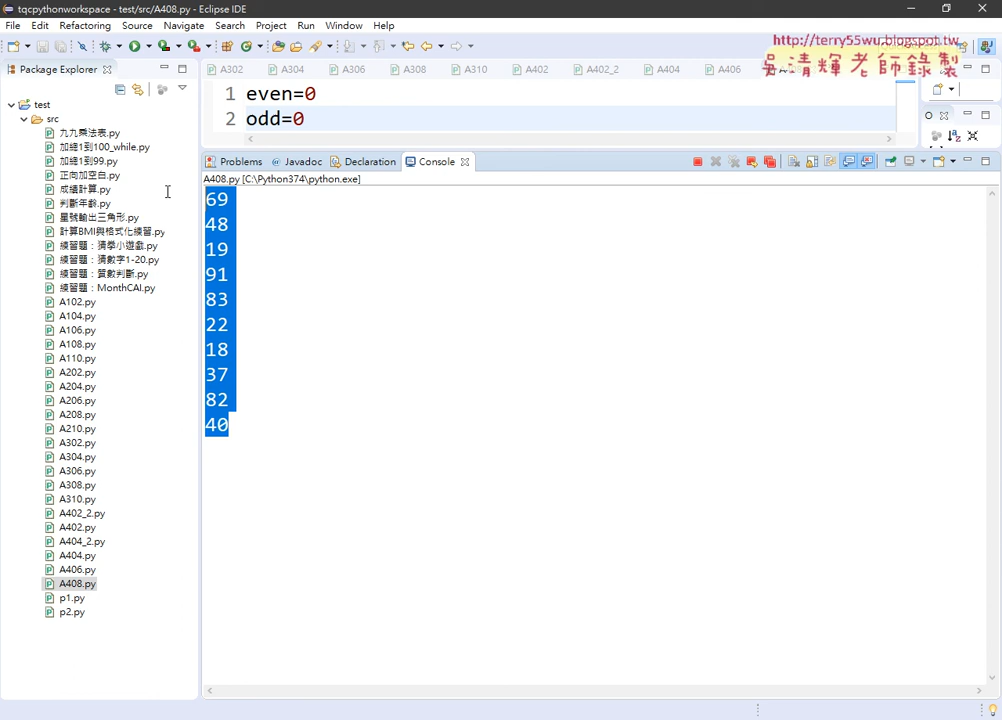 tqcpythonworkspace - test/src/A408.py - Eclipse IDE
File Edit Refactoring Source Navigate Search Project Run Window Help
http://terry55wu.blogspot.tw
吳清輝老師錄製
Package Explorer
A302 A304 A306 A308 A310 A402 A402_2 A404 A406
test
src
九九乘法表.py
加總1到100_while.py
加總1到99.py
正向加空白.py
成績計算.py
判斷年齡.py
星號輸出三角形.py
計算BMI與格式化練習.py
練習題：猜拳小遊戲.py
練習題：猜數字1-20.py
練習題：質數判斷.py
練習題：MonthCAl.py
A102.py
A104.py
A106.py
A108.py
A110.py
A202.py
A204.py
A206.py
A208.py
A210.py
A302.py
A304.py
A306.py
A308.py
A310.py
A402_2.py
A402.py
A404_2.py
A404.py
A406.py
A408.py
p1.py
p2.py
1 even=0
2 odd=0
Problems Javadoc Declaration Console
A408.py [C:\Python374\python.exe]
69
48
19
91
83
22
18
37
82
40